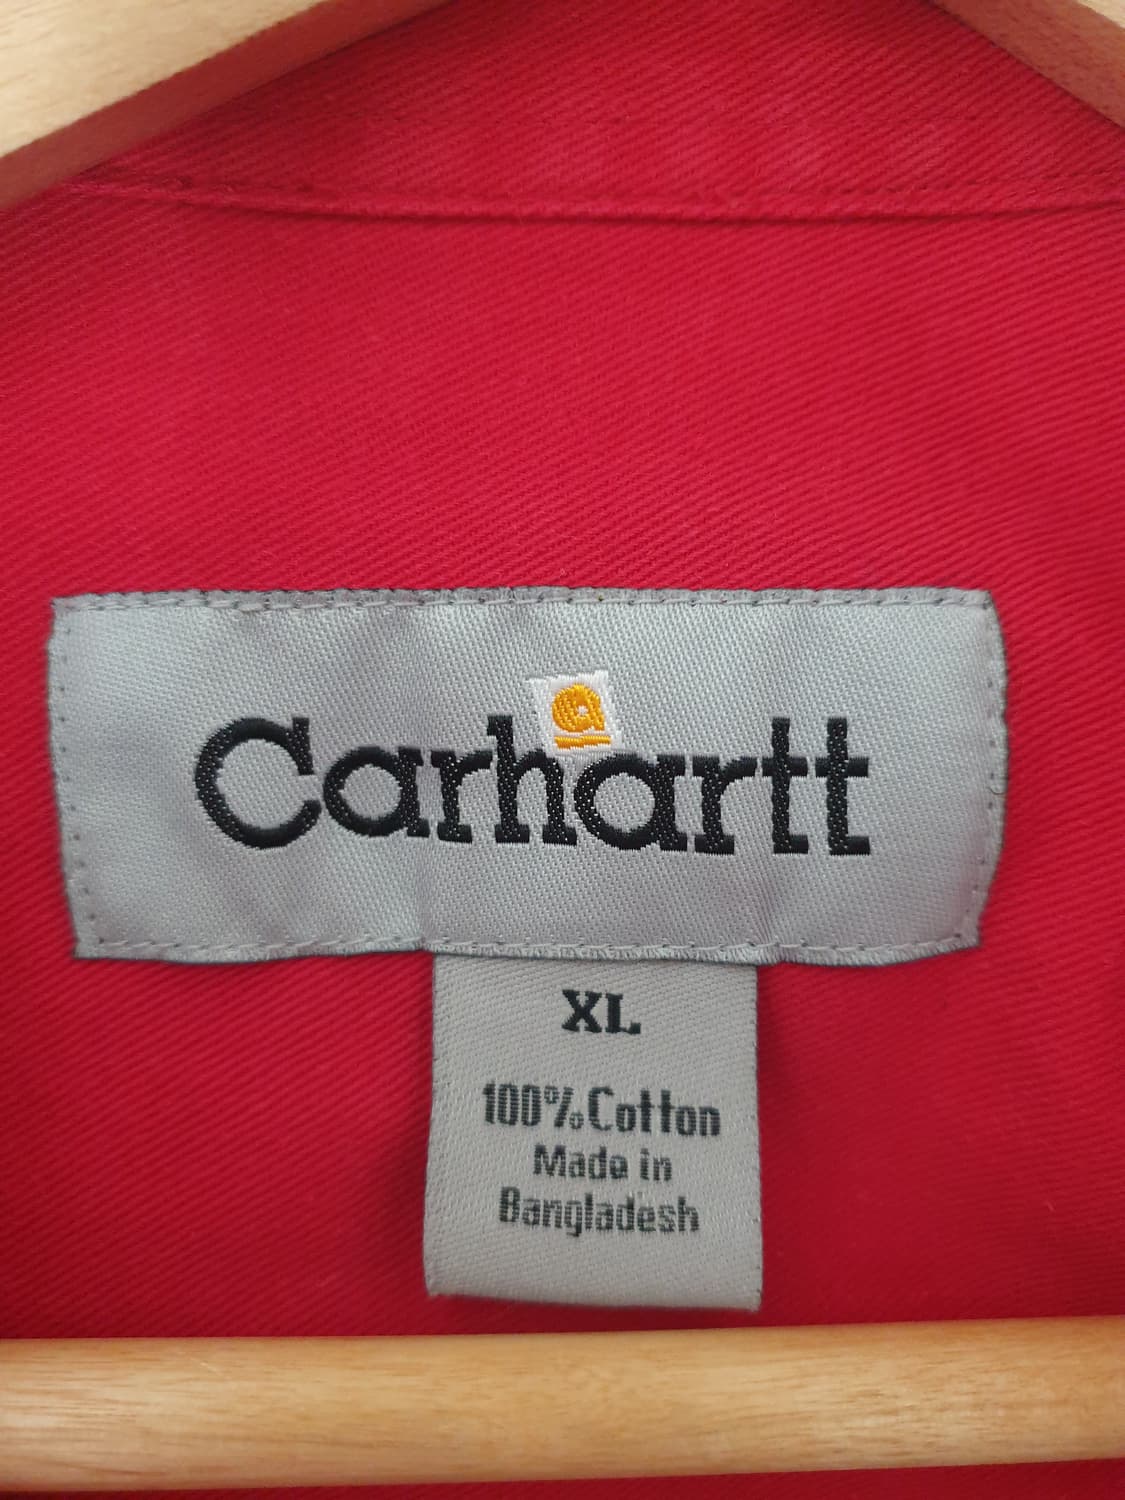 Carhartt
XL
100% Cotton
Made in
Bangladesh